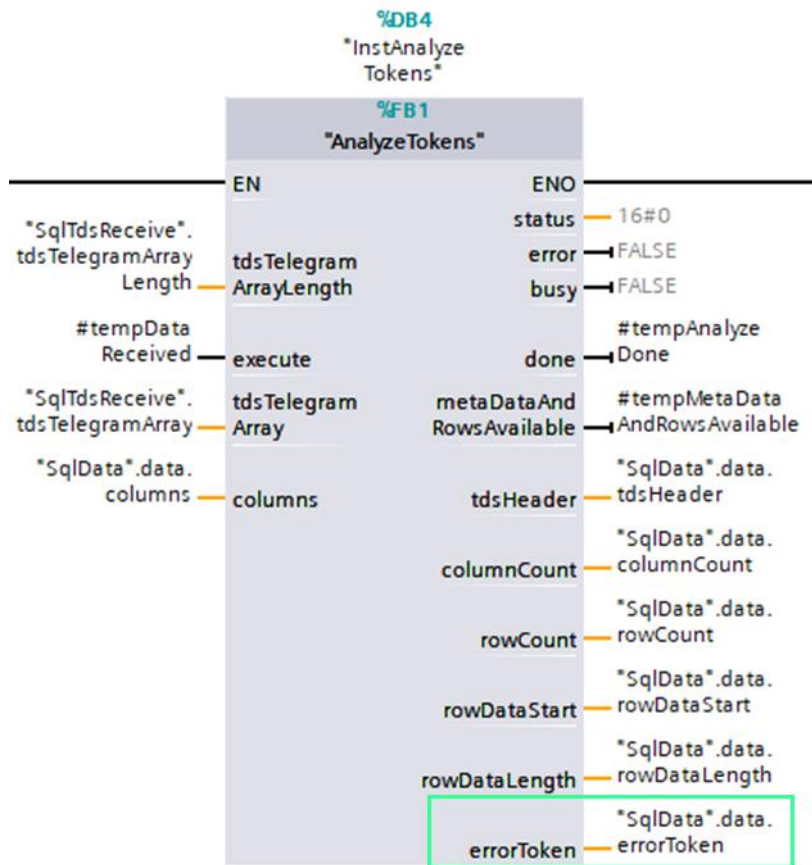 %DB4
"InstAnalyze
Tokens"
%FB1
"AnalyzeTokens"
EN
ENO
status
16#0
"SqlTdsReceive".
tdsTelegramArray
Length
tdsTelegram
ArrayLength
error
FALSE
busy
FALSE
#tempData
Received
execute
done
#tempAnalyze
Done
"SqlTdsReceive".
tdsTelegramArray
tdsTelegram
Array
metaDataAnd
RowsAvailable
#tempMetaData
AndRowsAvailable
"SqlData".data.
columns
columns
tdsHeader
"SqlData".data.
tdsHeader
columnCount
"SqlData".data.
columnCount
rowCount
"SqlData".data.
rowCount
rowDataStart
"SqlData".data.
rowDataStart
rowDataLength
"SqlData".data.
rowDataLength
errorToken
"SqlData".data.
errorToken